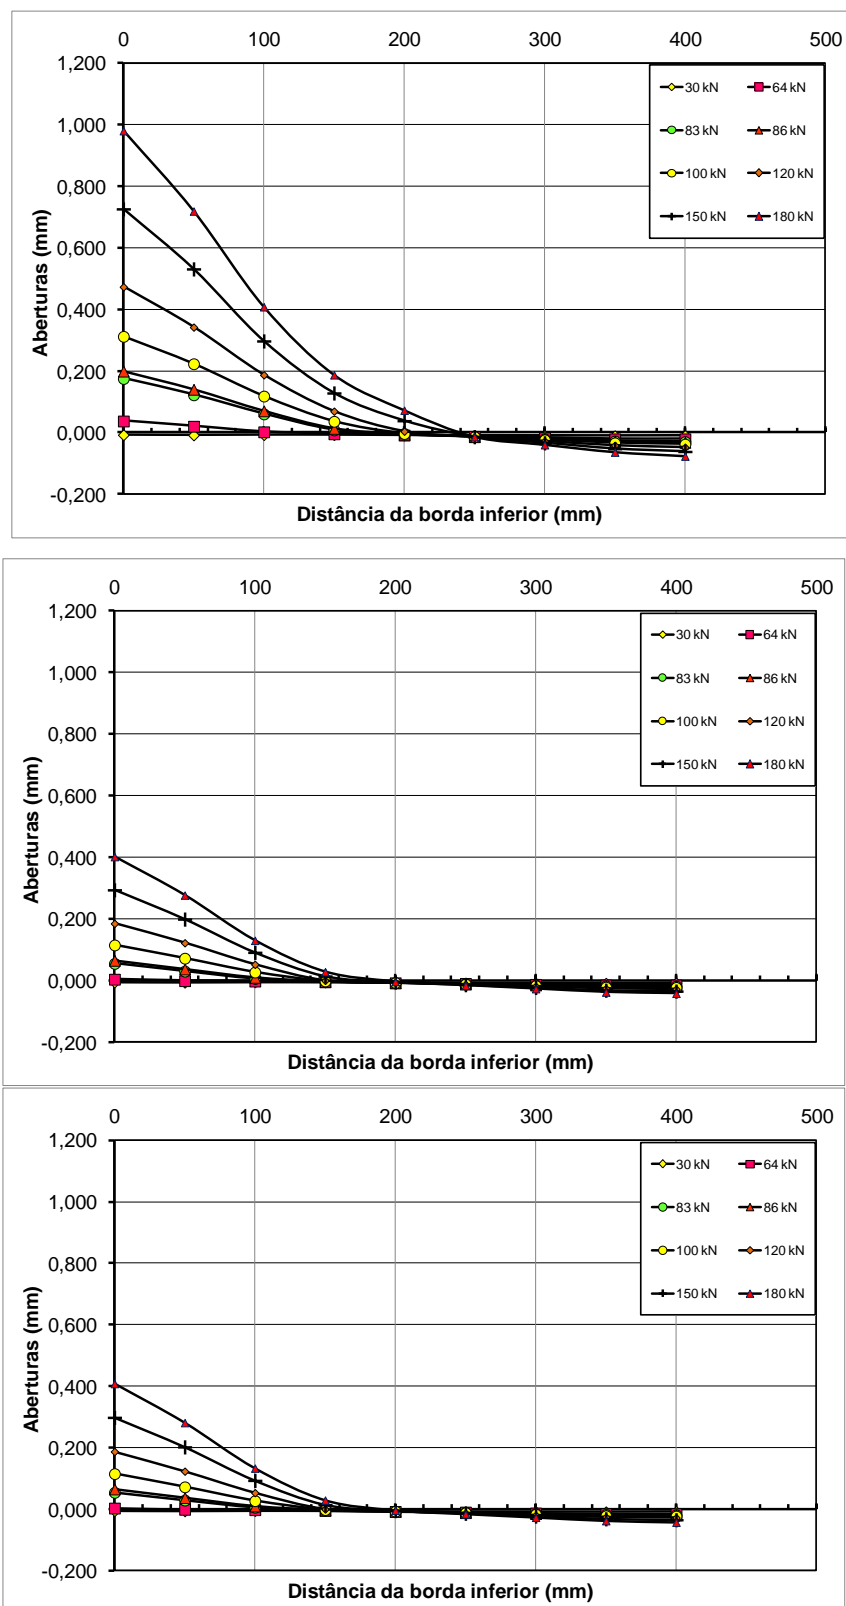 0 100 200 300 400 500
1,200
1,000
0,800
0,600
0,400
0,200
0,000
-0,200
Aberturas (mm)
30 kN 64 kN
83 kN 86 kN
100 kN 120 kN
150 kN 180 kN
Distância da borda inferior (mm)
0 100 200 300 400 500
1,200
1,000
0,800
0,600
0,400
0,200
0,000
-0,200
Aberturas (mm)
30 kN 64 kN
83 kN 86 kN
100 kN 120 kN
150 kN 180 kN
Distância da borda inferior (mm)
0 100 200 300 400 500
1,200
1,000
0,800
0,600
0,400
0,200
0,000
-0,200
Aberturas (mm)
30 kN 64 kN
83 kN 86 kN
100 kN 120 kN
150 kN 180 kN
Distância da borda inferior (mm)